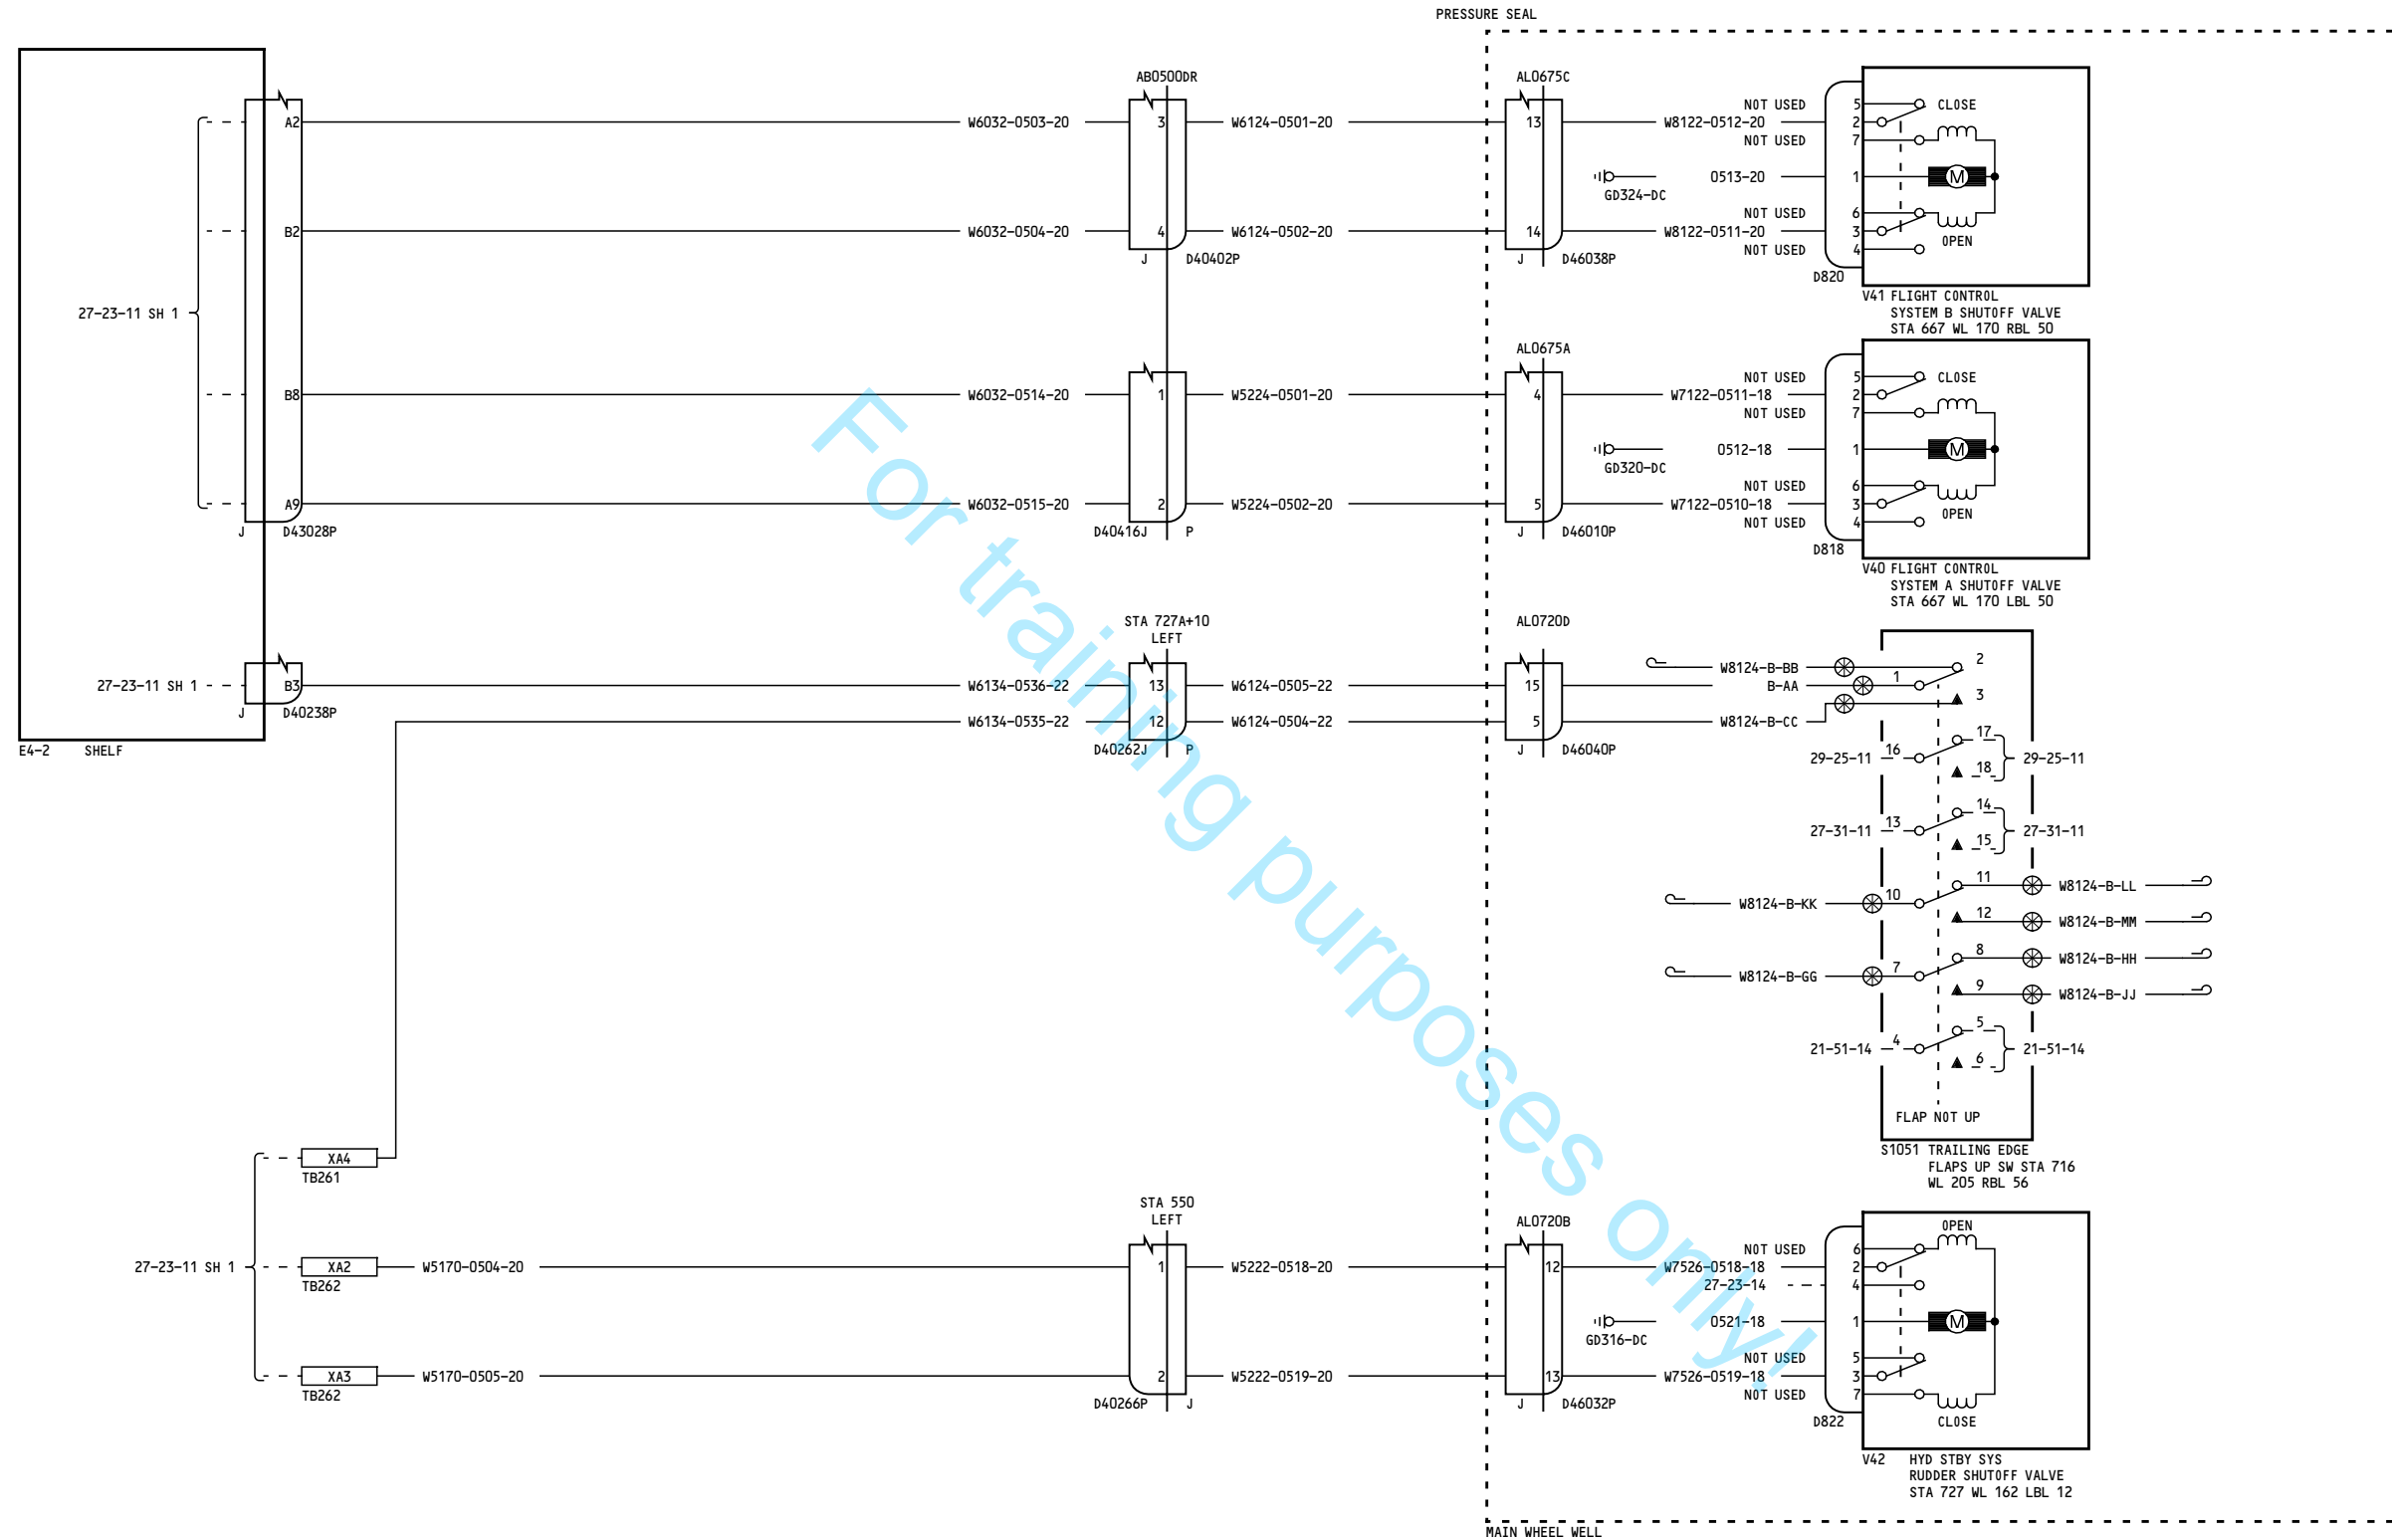 PRESSURE SEAL
AB0500DR
AL0675C
A2
W6032-0503-20
3
W6124-0501-20
13
NOT USED
W8122-0512-20
NOT USED
5
2
7
CLOSE
0513-20
1
M
GD324-DC
B2
W6032-0504-20
4
W6124-0502-20
14
NOT USED
W8122-0511-20
NOT USED
6
3
4
OPEN
J
D40402P
J
D46038P
D820
V41 FLIGHT CONTROL
SYSTEM B SHUTOFF VALVE
STA 667 WL 170 RBL 50
27-23-11 SH 1
AL0675A
B8
W6032-0514-20
1
W5224-0501-20
4
NOT USED
W7122-0511-18
NOT USED
5
2
7
CLOSE
0512-18
1
M
GD320-DC
A9
W6032-0515-20
2
W5224-0502-20
5
NOT USED
W7122-0510-18
NOT USED
6
3
4
OPEN
J
D43028P
D40416J
P
J
D46010P
D818
V40 FLIGHT CONTROL
SYSTEM A SHUTOFF VALVE
STA 667 WL 170 LBL 50
STA 727A+10
LEFT
AL0720D
27-23-11 SH 1
B3
W6134-0536-22
13
W6124-0505-22
15
W8124-B-BB
B-AA
1
2
3
J
D40238P
W6134-0535-22
12
W6124-0504-22
5
W8124-B-CC
D40262J
P
J
D46040P
E4-2 SHELF
29-25-11
16
17
18
29-25-11
27-31-11
13
14
15
27-31-11
W8124-B-KK
10
11
W8124-B-LL
12
W8124-B-MM
W8124-B-GG
7
8
W8124-B-HH
9
W8124-B-JJ
21-51-14
4
5
6
21-51-14
FLAP NOT UP
S1051 TRAILING EDGE
FLAPS UP SW STA 716
WL 205 RBL 56
XA4
TB261
STA 550
LEFT
AL0720B
27-23-11 SH 1
XA2
TB262
W5170-0504-20
1
W5222-0518-20
12
NOT USED
W7526-0518-18
27-23-14
6
2
4
OPEN
0521-18
1
M
GD316-DC
XA3
TB262
W5170-0505-20
2
W5222-0519-20
13
NOT USED
W7526-0519-18
NOT USED
5
3
7
CLOSE
D40266P
J
J
D46032P
D822
V42 HYD STBY SYS
RUDDER SHUTOFF VALVE
STA 727 WL 162 LBL 12
MAIN WHEEL WELL
For training purposes only!